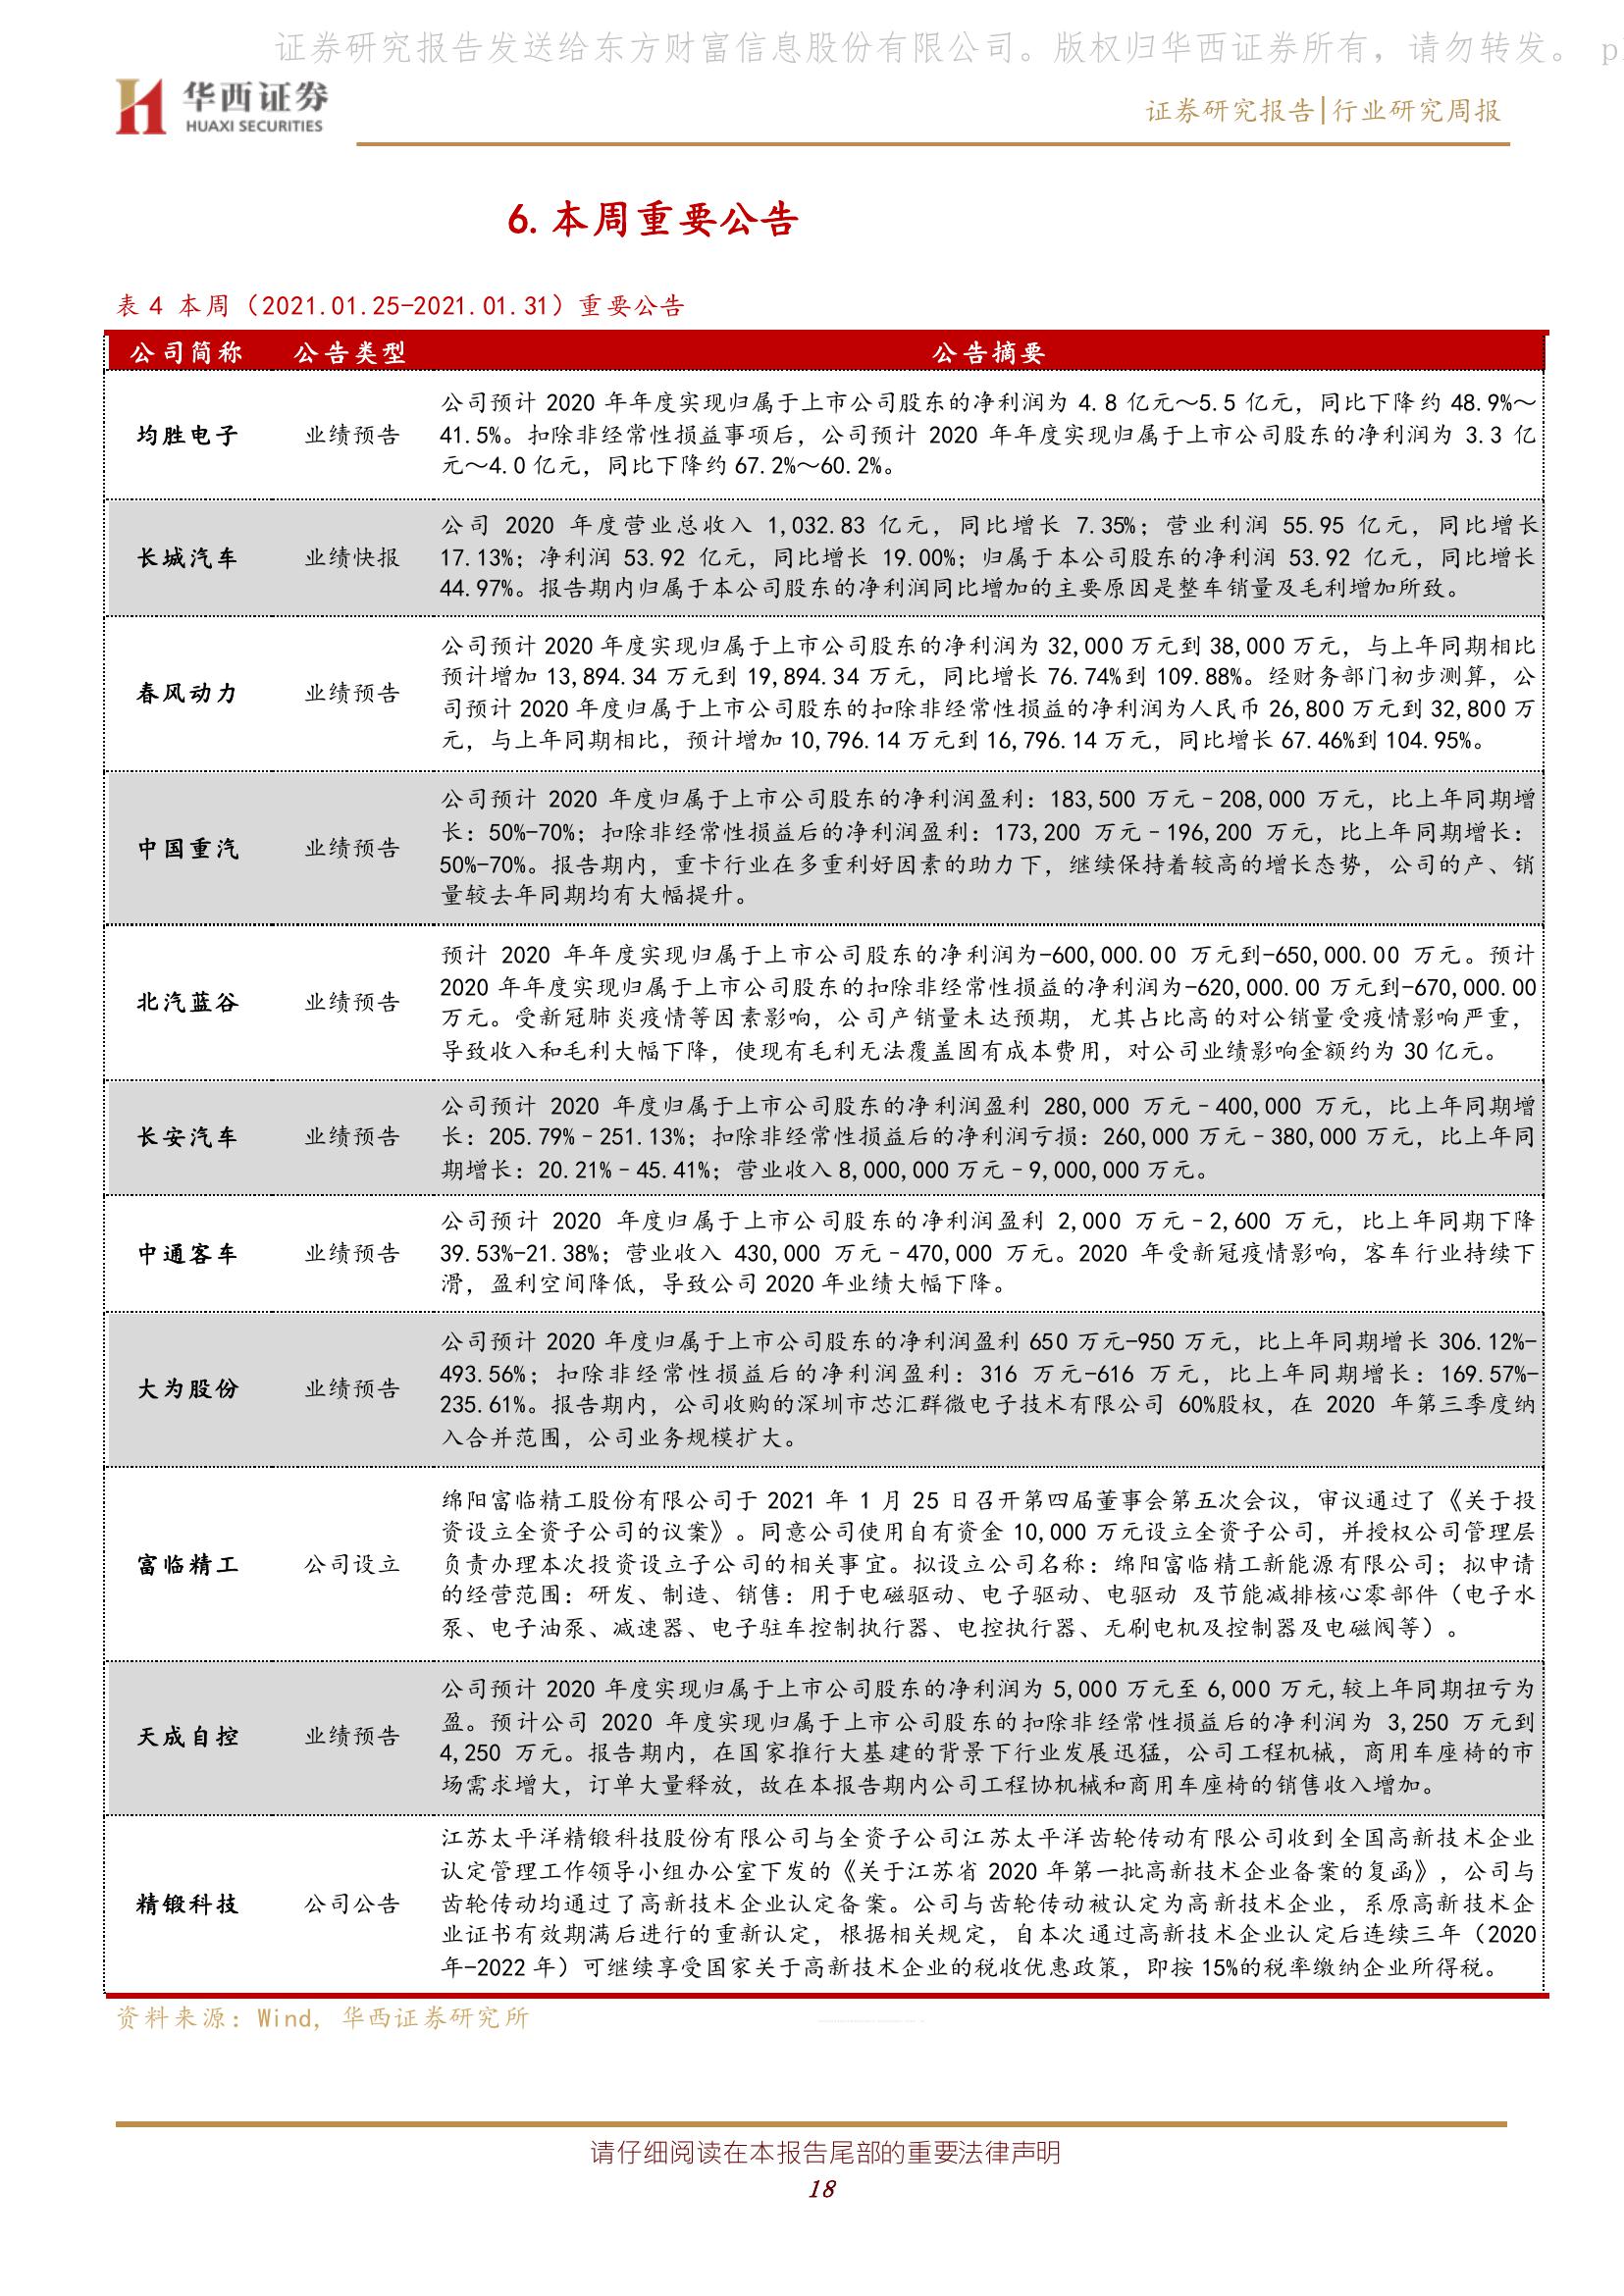 证券研究报告发送给东方财富信息股份有限公司。版权归华西证券所有，请勿转发。 p
华西证券
HUAXI SECURITIES
证券研究报告|行业研究周报
6.本周重要公告
表 4 本周（2021.01.25-2021.01.31）重要公告
公司简称 公告类型 公告摘要
均胜电子 业绩预告
公司预计 2020 年年度实现归属于上市公司股东的净利润为 4.8 亿元～5.5 亿元，同比下降约 48.9%～
41.5%。扣除非经常性损益事项后，公司预计 2020 年年度实现归属于上市公司股东的净利润为 3.3 亿
元～4.0 亿元，同比下降约 67.2%～60.2%。
长城汽车 业绩快报
公司 2020 年度营业总收入 1,032.83 亿元，同比增长 7.35%；营业利润 55.95 亿元，同比增长
17.13%；净利润 53.92 亿元，同比增长 19.00%；归属于本公司股东的净利润 53.92 亿元，同比增长
44.97%。报告期内归属于本公司股东的净利润同比增加的主要原因是整车销量及毛利增加所致。
春风动力 业绩预告
公司预计 2020 年度实现归属于上市公司股东的净利润为 32,000 万元到 38,000 万元，与上年同期相比
预计增加 13,894.34 万元到 19,894.34 万元，同比增长 76.74%到 109.88%。经财务部门初步测算，公
司预计 2020 年度归属于上市公司股东的扣除非经常性损益的净利润为人民币 26,800 万元到 32,800 万
元，与上年同期相比，预计增加 10,796.14 万元到 16,796.14 万元，同比增长 67.46%到 104.95%。
中国重汽 业绩预告
公司预计 2020 年度归属于上市公司股东的净利润盈利：183,500 万元–208,000 万元，比上年同期增
长：50%-70%；扣除非经常性损益后的净利润盈利：173,200 万元–196,200 万元，比上年同期增长：
50%-70%。报告期内，重卡行业在多重利好因素的助力下，继续保持着较高的增长态势，公司的产、销
量较去年同期均有大幅提升。
北汽蓝谷 业绩预告
预计 2020 年年度实现归属于上市公司股东的净利润为-600,000.00 万元到-650,000.00 万元。预计
2020 年年度实现归属于上市公司股东的扣除非经常性损益的净利润为-620,000.00 万元到-670,000.00
万元。受新冠肺炎疫情等因素影响，公司产销量未达预期，尤其占比高的对公销量受疫情影响严重，
导致收入和毛利大幅下降，使现有毛利无法覆盖固有成本费用，对公司业绩影响金额约为 30 亿元。
长安汽车 业绩预告
公司预计 2020 年度归属于上市公司股东的净利润盈利 280,000 万元–400,000 万元，比上年同期增
长：205.79%–251.13%；扣除非经常性损益后的净利润亏损：260,000 万元–380,000 万元，比上年同
期增长：20.21%–45.41%；营业收入 8,000,000 万元–9,000,000 万元。
中通客车 业绩预告
公司预计 2020 年度归属于上市公司股东的净利润盈利 2,000 万元–2,600 万元，比上年同期下降
39.53%-21.38%；营业收入 430,000 万元–470,000 万元。2020 年受新冠疫情影响，客车行业持续下
滑，盈利空间降低，导致公司 2020 年业绩大幅下降。
大为股份 业绩预告
公司预计 2020 年度归属于上市公司股东的净利润盈利 650 万元-950 万元，比上年同期增长 306.12%-
493.56%；扣除非经常性损益后的净利润盈利：316 万元-616 万元，比上年同期增长：169.57%-
235.61%。报告期内，公司收购的深圳市芯汇群微电子技术有限公司 60%股权，在 2020 年第三季度纳
入合并范围，公司业务规模扩大。
富临精工 公司设立
绵阳富临精工股份有限公司于 2021 年 1 月 25 日召开第四届董事会第五次会议，审议通过了《关于投
资设立全资子公司的议案》。同意公司使用自有资金 10,000 万元设立全资子公司，并授权公司管理层
负责办理本次投资设立子公司的相关事宜。拟设立公司名称：绵阳富临精工新能源有限公司；拟申请
的经营范围：研发、制造、销售：用于电磁驱动、电子驱动、电驱动 及节能减排核心零部件（电子水
泵、电子油泵、减速器、电子驻车控制执行器、电控执行器、无刷电机及控制器及电磁阀等）。
天成自控 业绩预告
公司预计 2020 年度实现归属于上市公司股东的净利润为 5,000 万元至 6,000 万元,较上年同期扭亏为
盈。预计公司 2020 年度实现归属于上市公司股东的扣除非经常性损益后的净利润为 3,250 万元到
4,250 万元。报告期内，在国家推行大基建的背景下行业发展迅猛，公司工程机械，商用车座椅的市
场需求增大，订单大量释放，故在本报告期内公司工程协机械和商用车座椅的销售收入增加。
精锻科技 公司公告
江苏太平洋精锻科技股份有限公司与全资子公司江苏太平洋齿轮传动有限公司收到全国高新技术企业
认定管理工作领导小组办公室下发的《关于江苏省 2020 年第一批高新技术企业备案的复函》，公司与
齿轮传动均通过了高新技术企业认定备案。公司与齿轮传动被认定为高新技术企业，系原高新技术企
业证书有效期满后进行的重新认定，根据相关规定，自本次通过高新技术企业认定后连续三年（2020
年-2022 年）可继续享受国家关于高新技术企业的税收优惠政策，即按 15%的税率缴纳企业所得税。
资料来源：Wind，华西证券研究所
请仔细阅读在本报告尾部的重要法律声明
18